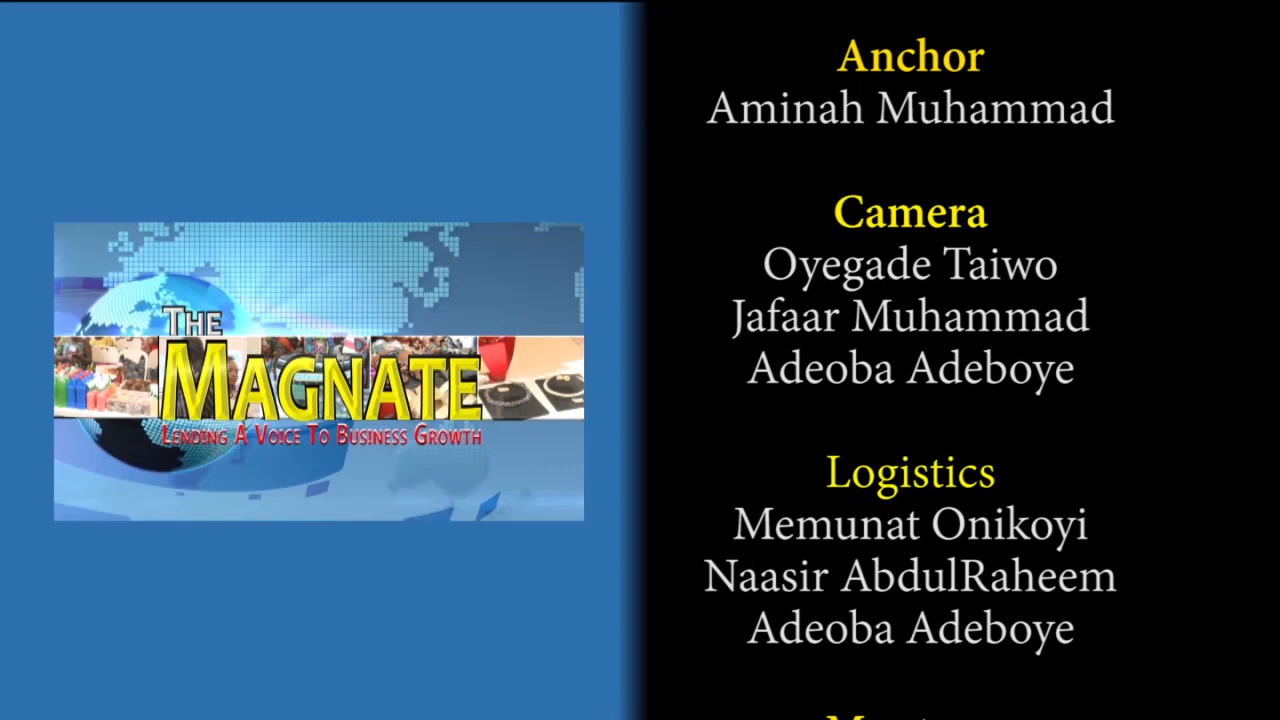 THE
MAGNATE
LENDING A VOICE TO BUSINESS GROWTH
Anchor
Aminah Muhammad
Camera
Oyegade Taiwo
Jafaar Muhammad
Adeoba Adeboye
Logistics
Memunat Onikoyi
Naasir AbdulRaheem
Adeoba Adeboye